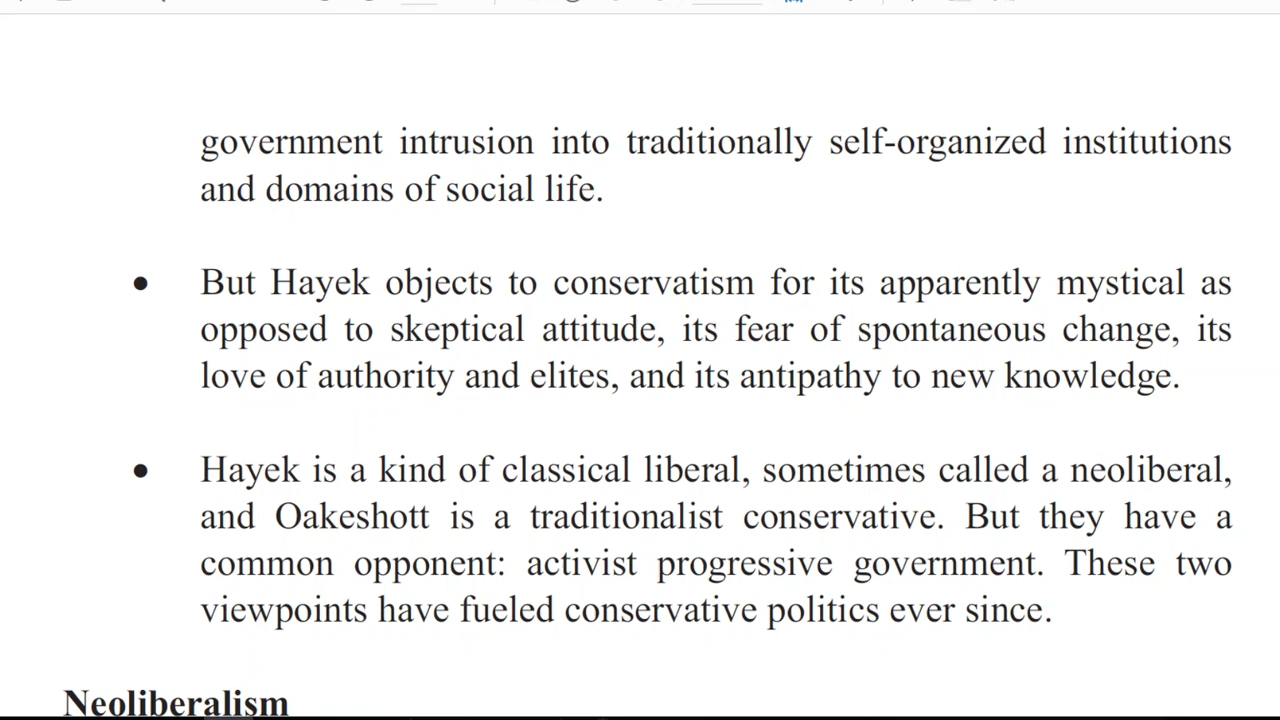 government intrusion into traditionally self-organized institutions
and domains of social life.
• But Hayek objects to conservatism for its apparently mystical as
opposed to skeptical attitude, its fear of spontaneous change, its
love of authority and elites, and its antipathy to new knowledge.
• Hayek is a kind of classical liberal, sometimes called a neoliberal,
and Oakeshott is a traditionalist conservative. But they have a
common opponent: activist progressive government. These two
viewpoints have fueled conservative politics ever since.
Neoliberalism